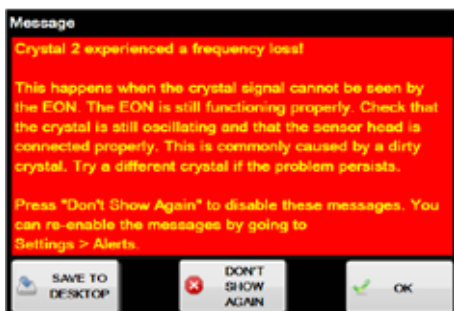 Message
Crystal 2 experienced a frequency loss!
This happens when the crystal signal cannot be seen by
the EON. The EON is still functioning properly. Check that
the crystal is still oscillating and that the sensor head is
connected properly. This is commonly caused by a dirty
crystal. Try a different crystal if the problem persists.
Press "Don't Show Again" to disable these messages. You
can re-enable the messages by going to
Settings > Alerts.
SAVE TO
DESKTOP
DON'T
SHOW
AGAIN
OK